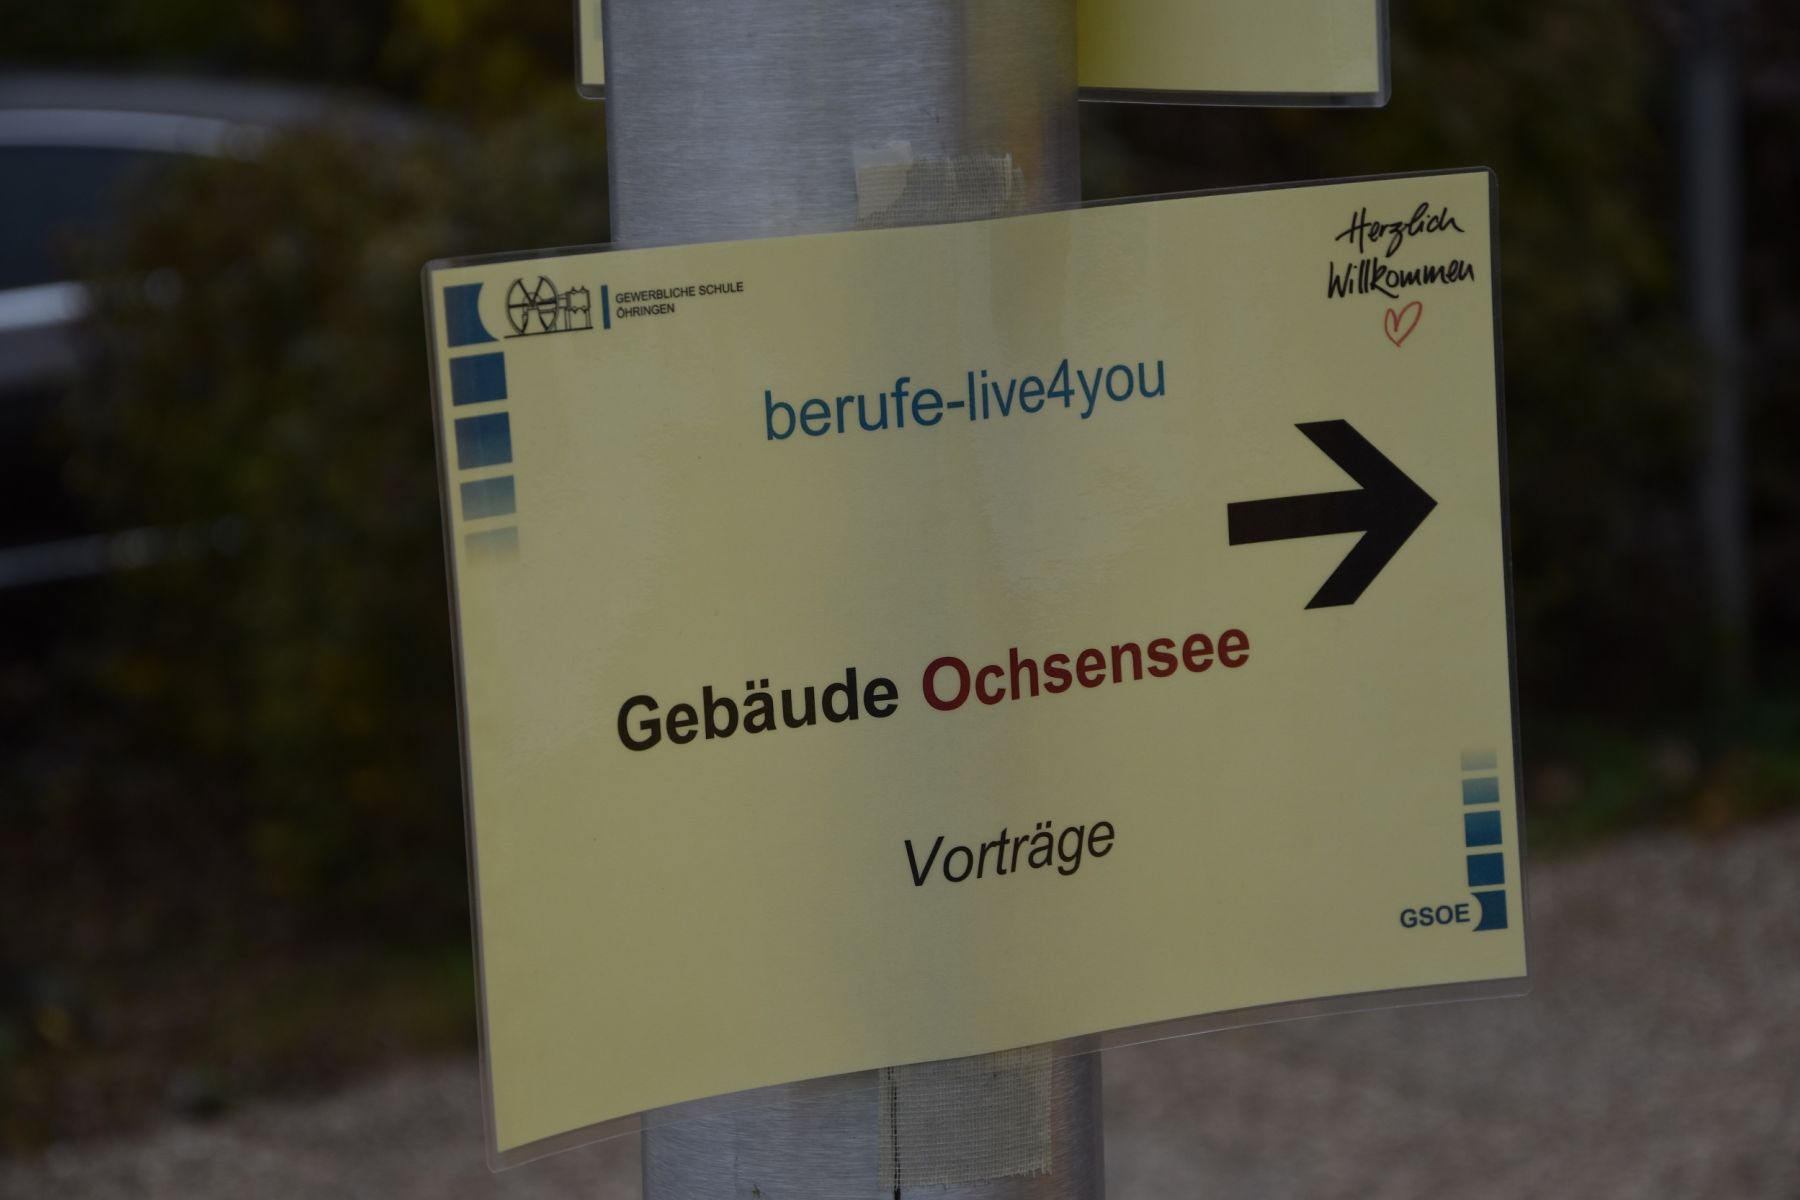 GEWERBLICHE SCHULE
ÖHRINGEN
Herzlich
Willkommen
berufe-live4you
Gebäude Ochsensee
Vorträge
GSOE